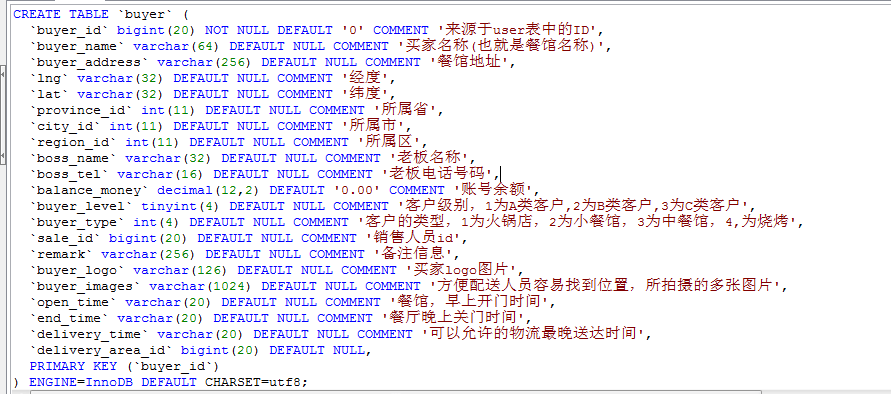 CREATE TABLE `buyer` (
`buyer_id` bigint(20) NOT NULL DEFAULT '0' COMMENT '来源于user表中的ID',
`buyer_name` varchar(64) DEFAULT NULL COMMENT '买家名称(也就是餐馆名称)',
`buyer_address` varchar(256) DEFAULT NULL COMMENT '餐馆地址',
`lng` varchar(32) DEFAULT NULL COMMENT '经度',
`lat` varchar(32) DEFAULT NULL COMMENT '纬度',
`province_id` int(11) DEFAULT NULL COMMENT '所属省',
`city_id` int(11) DEFAULT NULL COMMENT '所属市',
`region_id` int(11) DEFAULT NULL COMMENT '所属区',
`boss_name` varchar(32) DEFAULT NULL COMMENT '老板名称',
`boss_tel` varchar(16) DEFAULT NULL COMMENT '老板电话号码',
`balance_money` decimal(12,2) DEFAULT '0.00' COMMENT '账号余额',
`buyer_level` tinyint(4) DEFAULT NULL COMMENT '客户级别，1为A类客户,2为B类客户,3为C类客户',
`buyer_type` int(4) DEFAULT NULL COMMENT '客户的类型，1为火锅店，2为小餐馆，3为中餐馆，4,为烧烤',
`sale_id` bigint(20) DEFAULT NULL COMMENT '销售人员id',
`remark` varchar(256) DEFAULT NULL COMMENT '备注信息',
`buyer_logo` varchar(126) DEFAULT NULL COMMENT '买家logo图片',
`buyer_images` varchar(1024) DEFAULT NULL COMMENT '方便配送人员容易找到位置，所拍摄的多张图片',
`open_time` varchar(20) DEFAULT NULL COMMENT '餐馆，早上开门时间',
`end_time` varchar(20) DEFAULT NULL COMMENT '餐厅晚上关门时间',
`delivery_time` varchar(20) DEFAULT NULL COMMENT '可以允许的物流最晚送达时间',
`delivery_area_id` bigint(20) DEFAULT NULL,
PRIMARY KEY (`buyer_id`)
) ENGINE=InnoDB DEFAULT CHARSET=utf8;